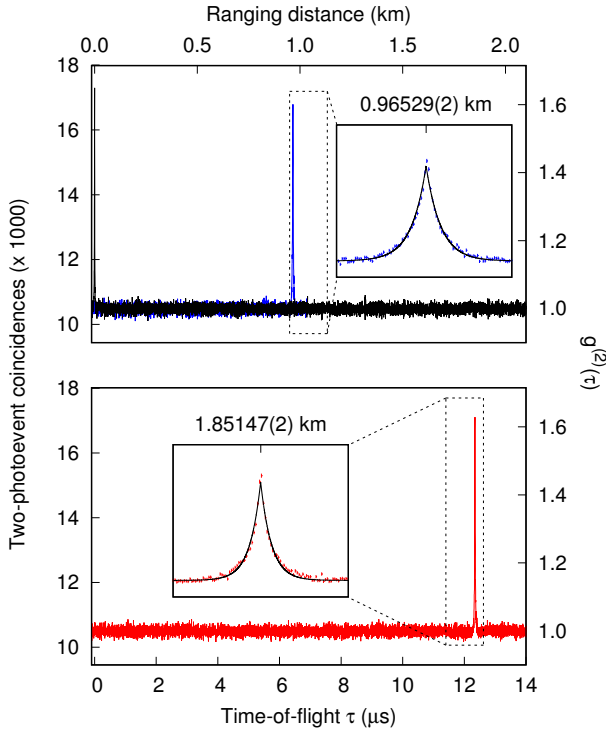 Ranging distance (km)
0.0 0.5 1.0 1.5 2.0
18
16
14
12
10
1.6
1.4
1.2
1.0
0.96529(2) km
Two-photoevent coincidences (x 1000)
g(2)(τ)
18
16
14
12
10
1.6
1.4
1.2
1.0
1.85147(2) km
0 2 4 6 8 10 12 14
Time-of-flight τ (μs)